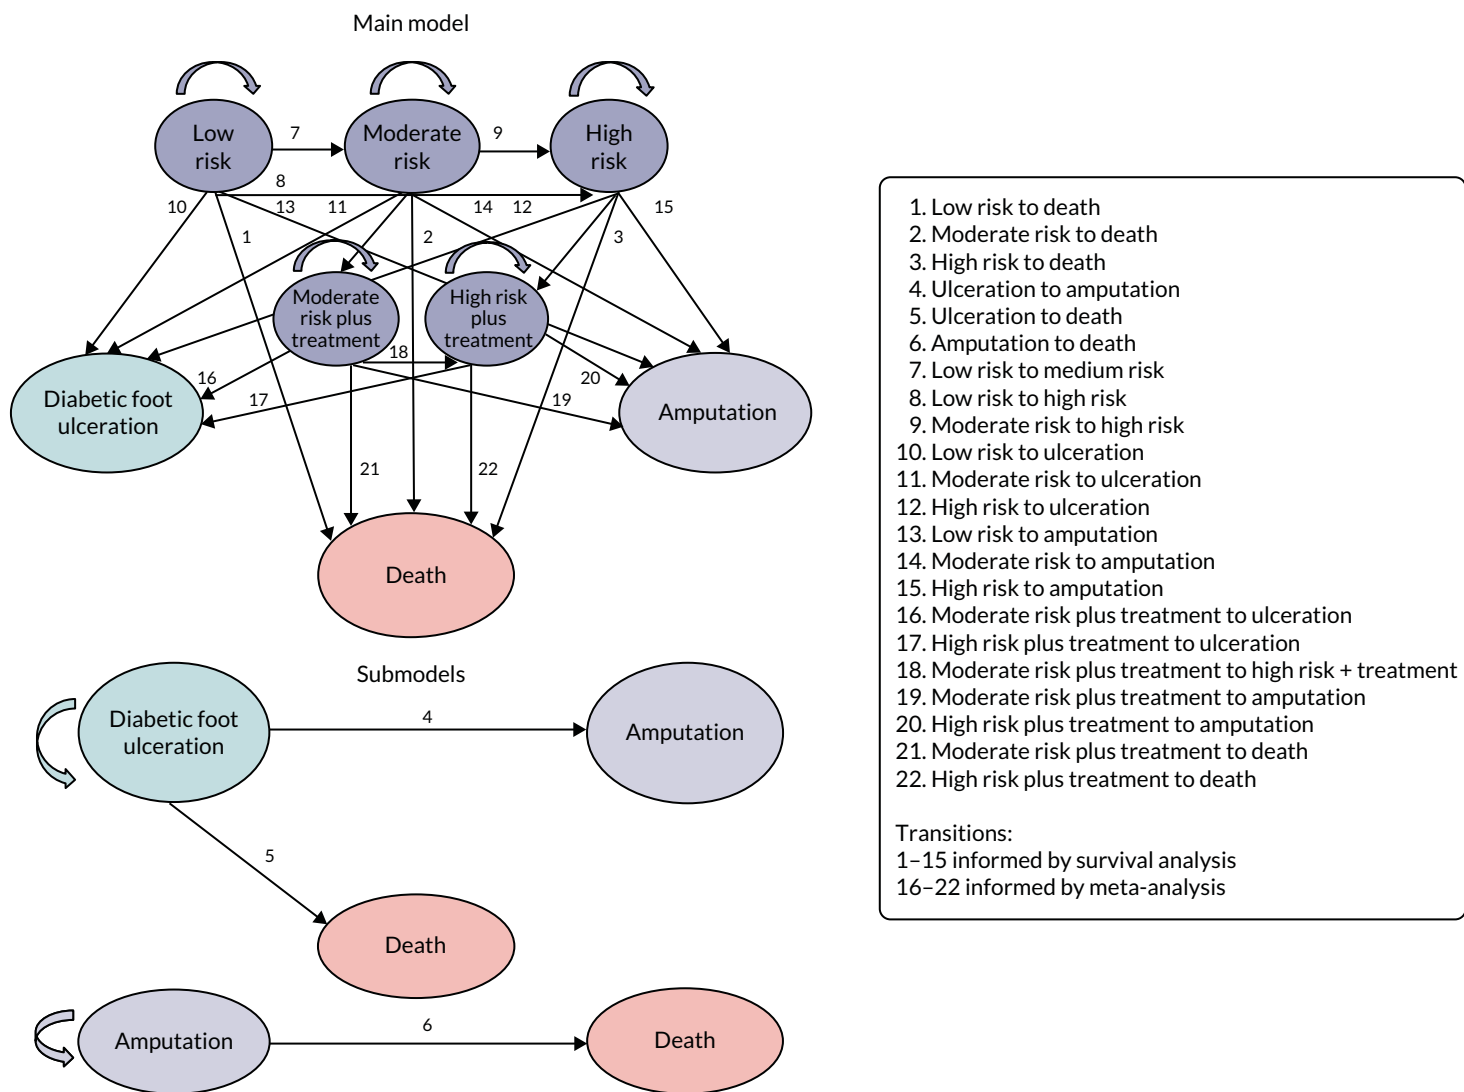 Main model
Low
risk
7
Moderate
risk
9
High
risk
8
10
13
11
14
12
15
1
2
3
Moderate
risk plus
treatment
High risk
plus
treatment
18
16
17
19
20
Diabetic foot
ulceration
Amputation
21
22
Death
Submodels
Diabetic foot
ulceration
4
Amputation
5
Death
Amputation
6
Death
1. Low risk to death
2. Moderate risk to death
3. High risk to death
4. Ulceration to amputation
5. Ulceration to death
6. Amputation to death
7. Low risk to medium risk
8. Low risk to high risk
9. Moderate risk to high risk
10. Low risk to ulceration
11. Moderate risk to ulceration
12. High risk to ulceration
13. Low risk to amputation
14. Moderate risk to amputation
15. High risk to amputation
16. Moderate risk plus treatment to ulceration
17. High risk plus treatment to ulceration
18. Moderate risk plus treatment to high risk + treatment
19. Moderate risk plus treatment to amputation
20. High risk plus treatment to amputation
21. Moderate risk plus treatment to death
22. High risk plus treatment to death
Transitions:
1–15 informed by survival analysis
16–22 informed by meta-analysis